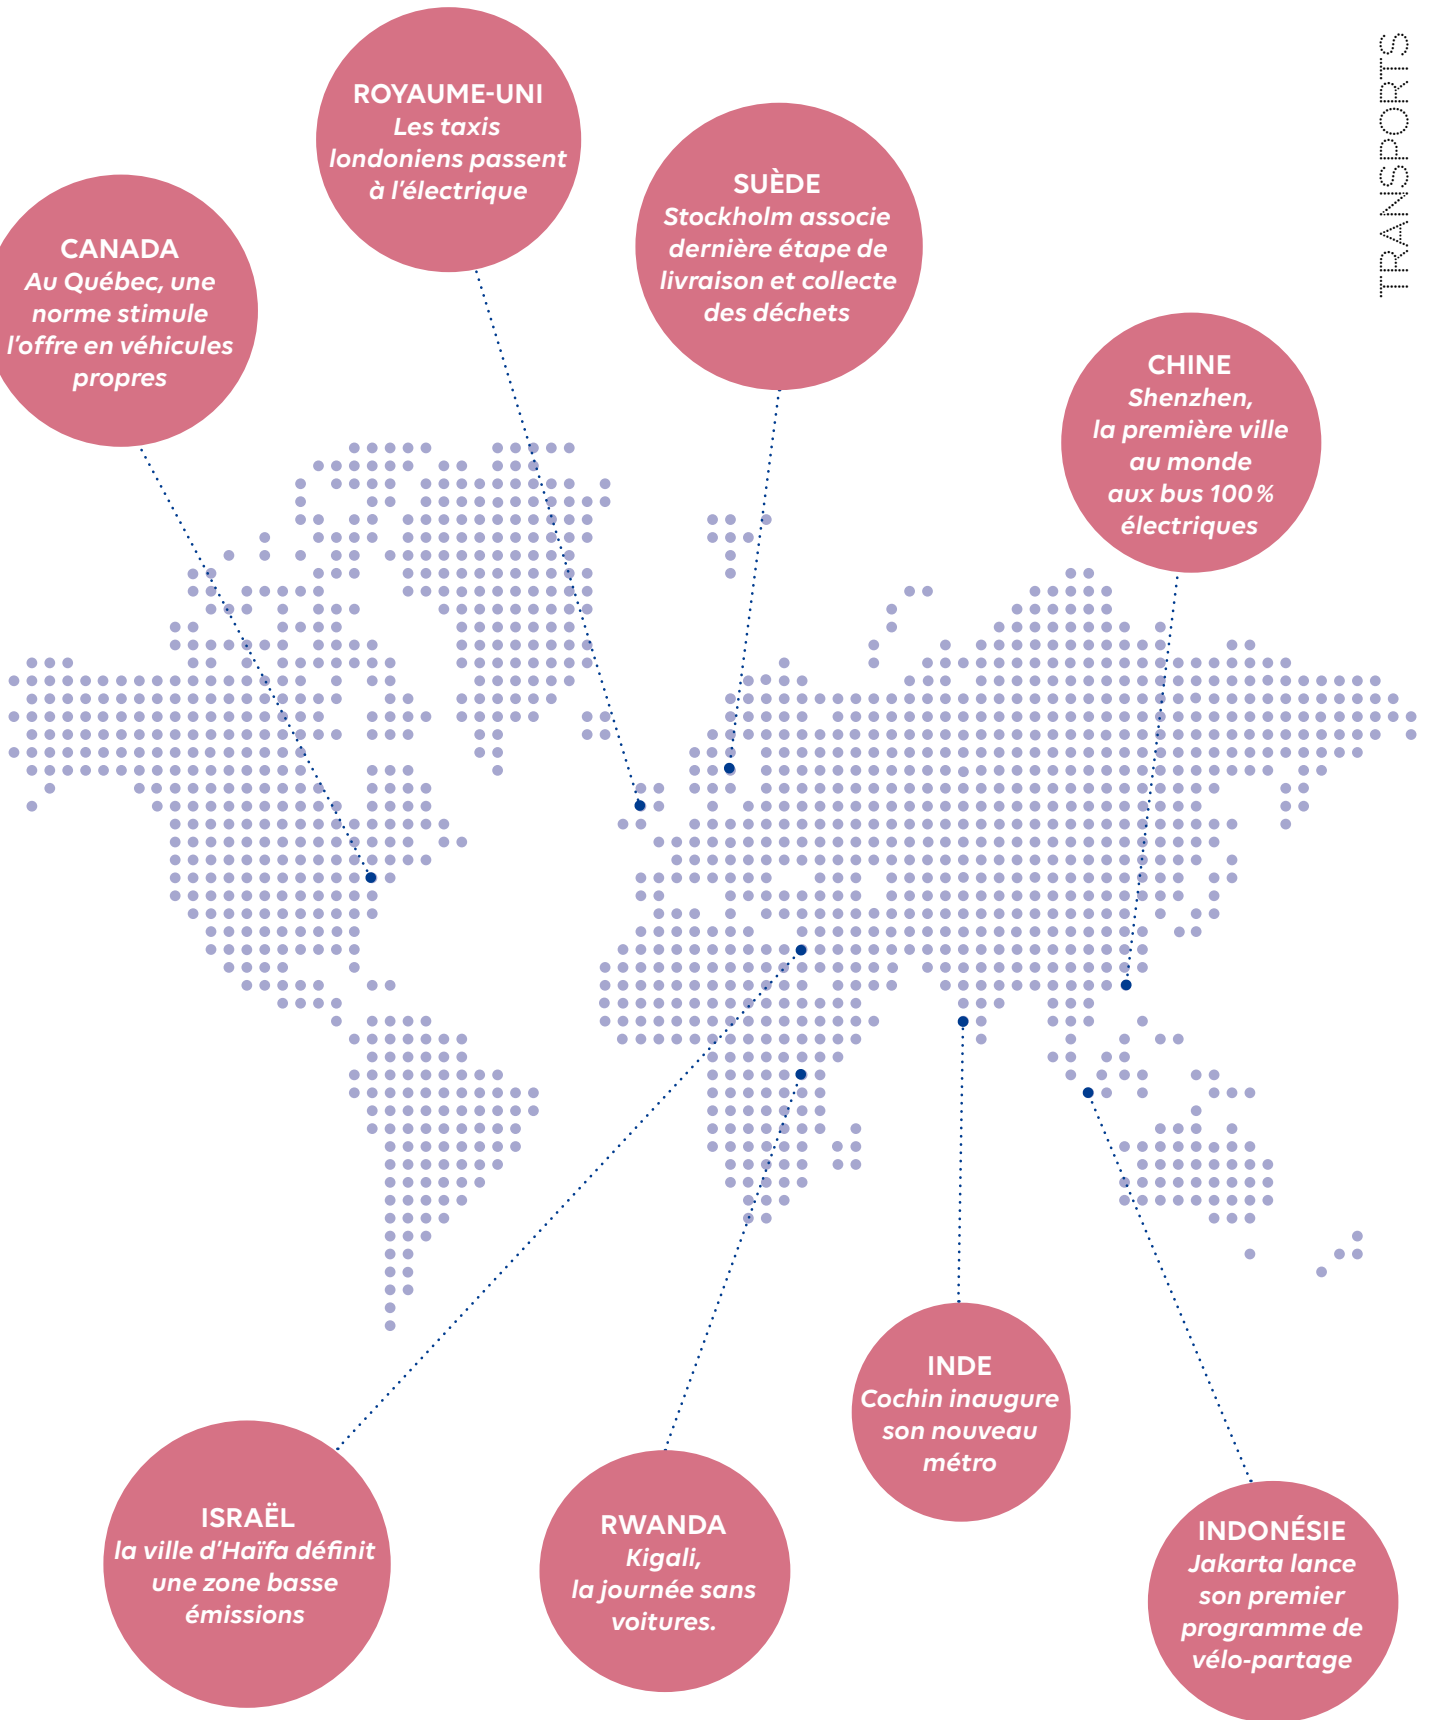 TRANSPORTS
ROYAUME-UNI
Les taxis
londoniens passent
à l'électrique
SUÈDE
Stockholm associe
dernière étape de
livraison et collecte
des déchets
CANADA
Au Québec, une
norme stimule
l'offre en véhicules
propres
CHINE
Shenzhen,
la première ville
au monde
aux bus 100 %
électriques
INDE
Cochin inaugure
son nouveau
métro
ISRAËL
la ville d'Haïfa définit
une zone basse
émissions
RWANDA
Kigali,
la journée sans
voitures.
INDONÉSIE
Jakarta lance
son premier
programme de
vélo-partage